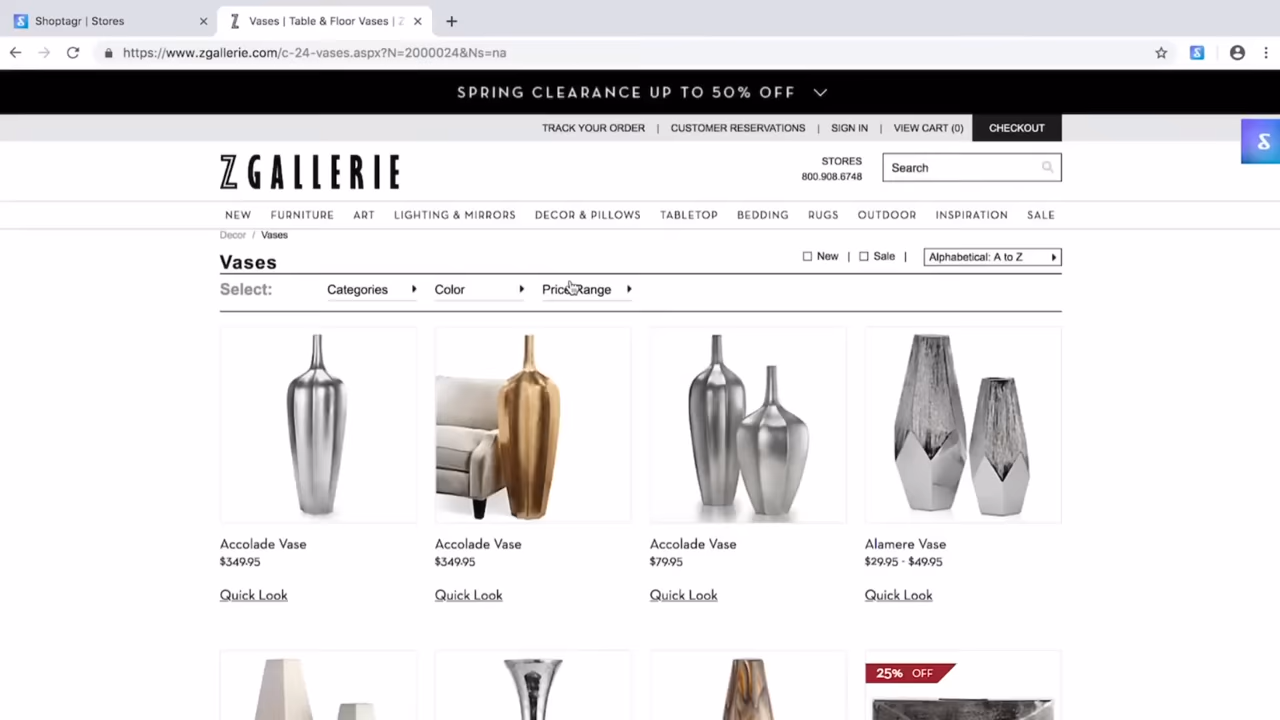 Shoptagr | Stores
Vases | Table & Floor Vases | Z
https://www.zgallerie.com/c-24-vases.aspx?N=2000024&Ns=na
SPRING CLEARANCE UP TO 50% OFF
TRACK YOUR ORDER | CUSTOMER RESERVATIONS | SIGN IN | VIEW CART (0) CHECKOUT
Z GALLERIE
STORES
800.908.6748
Search
NEW FURNITURE ART LIGHTING & MIRRORS DECOR & PILLOWS TABLETOP BEDDING RUGS OUTDOOR INSPIRATION SALE
Decor / Vases
Vases
New | Sale | Alphabetical: A to Z
Select: Categories Color Price Range
Accolade Vase Accolade Vase Accolade Vase Alamere Vase
$349.95 $349.95 $79.95 $29.95 - $49.95
Quick Look Quick Look Quick Look Quick Look
25% OFF